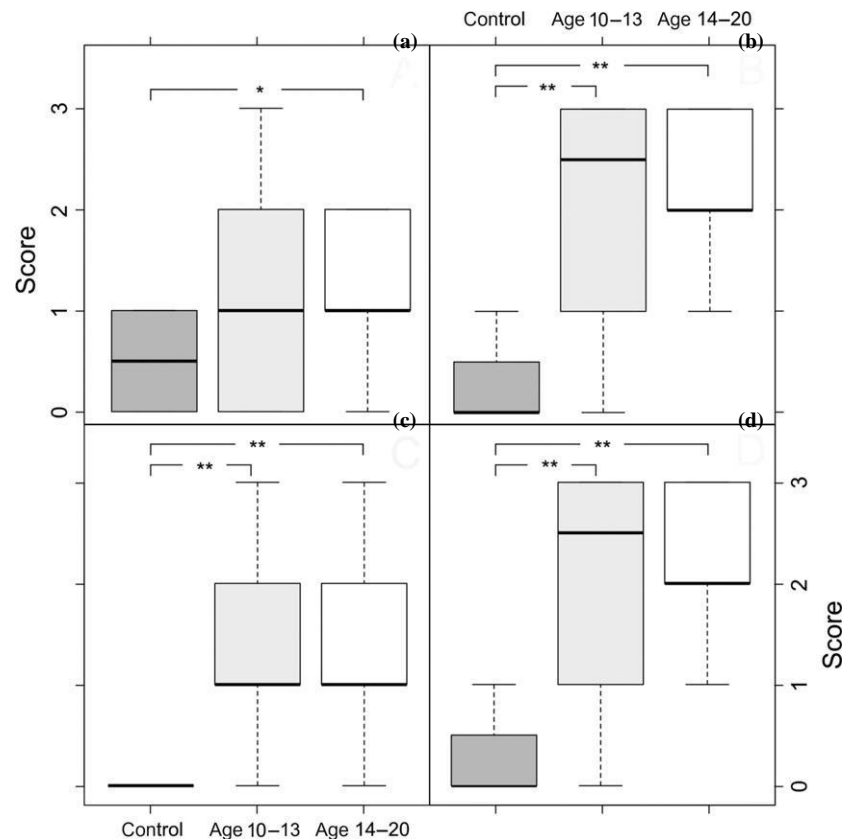 Control Age 10–13 Age 14–20
(a) (b)
A B
*
**
**
3
2
1
0
Score
(c) (d)
C D
**
**
**
**
3
2
1
0
Score
Control Age 10–13 Age 14–20